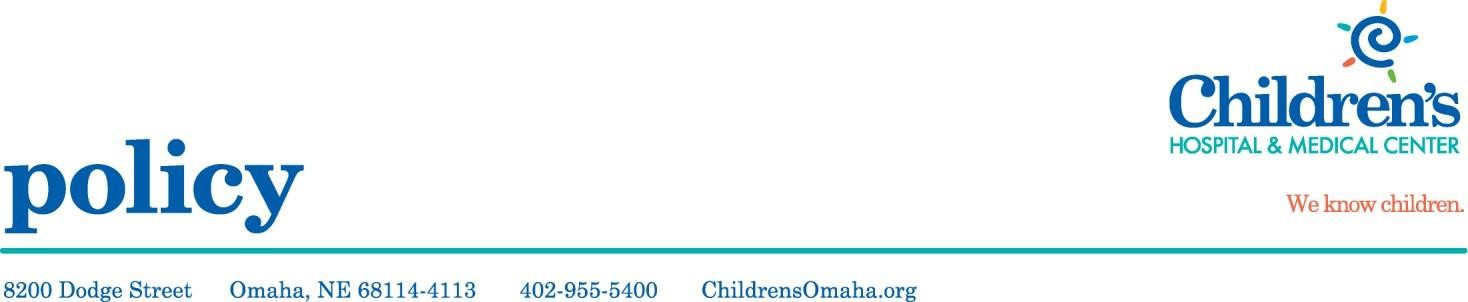 Children's
HOSPITAL & MEDICAL CENTER
policy
We know children.
8200 Dodge Street Omaha, NE 68114-4113 402-955-5400 ChildrensOmaha.org